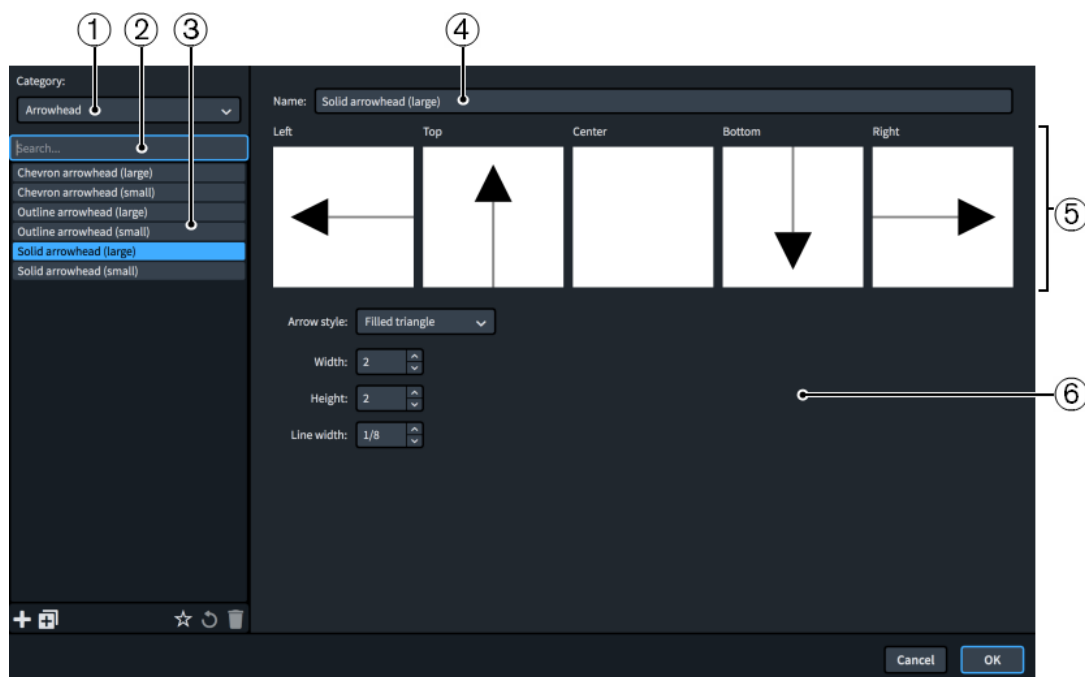 ① ② ③ ④
Category:
Arrowhead
Name: Solid arrowhead (large)
Search...
Left Top Center Bottom Right
Chevron arrowhead (large)
Chevron arrowhead (small)
Outline arrowhead (large)
Outline arrowhead (small)
Solid arrowhead (large)
Solid arrowhead (small)
⑤
Arrow style: Filled triangle
Width: 2
Height: 2
⑥
Line width: 1/8
Cancel OK